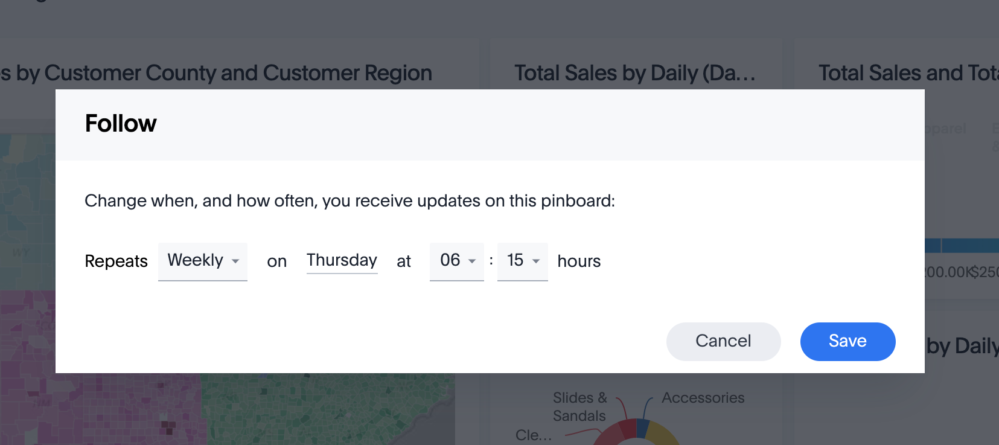 s by Customer County and Customer Region
Total Sales by Daily (Da...
Total Sales and Tota
Follow
pparel
Change when, and how often, you receive updates on this pinboard:
WY
Repeats Weekly on Thursday at 06 : 15 hours
200.00K $250
Cancel Save
by Daily
NM
Slides &
Sandals
Accessories
Cle...